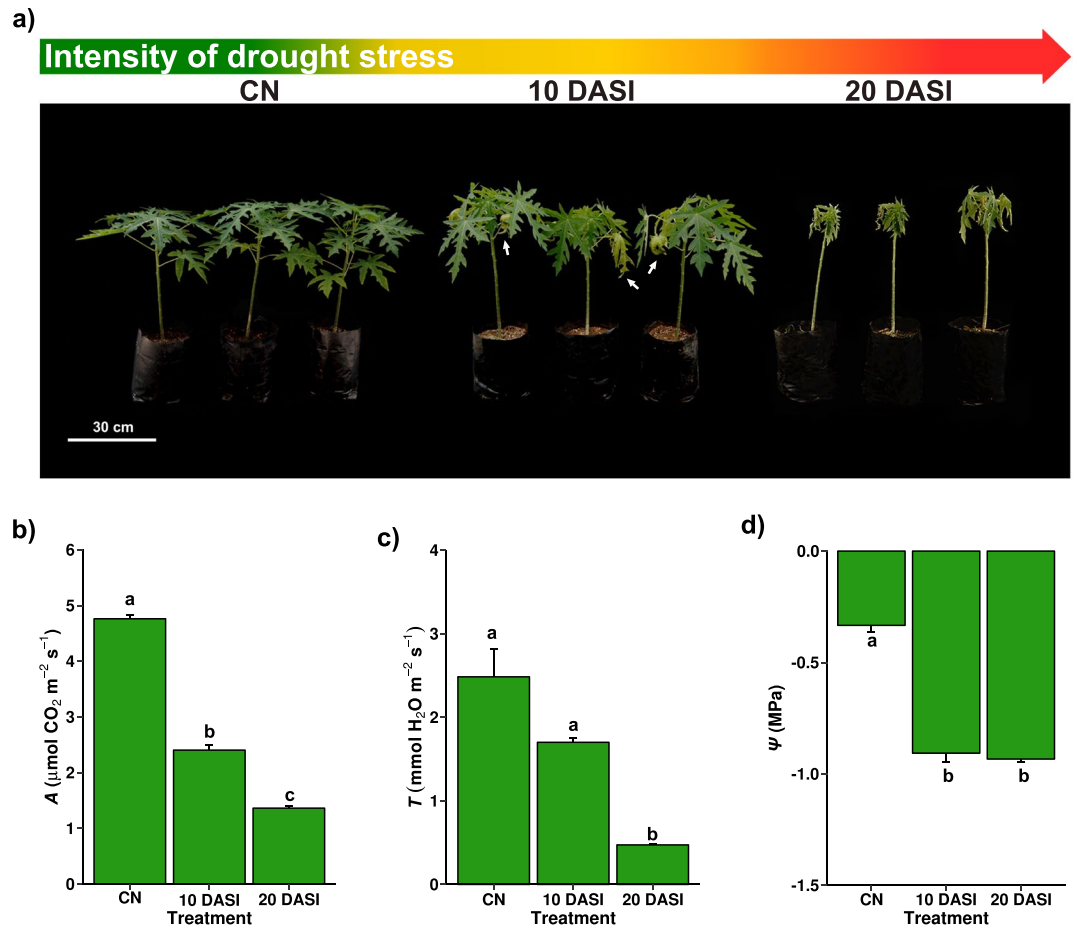 a)
Intensity of drought stress
CN 10 DASI 20 DASI
30 cm
b)
6
5
4
3
2
1
0
A (μmol CO₂ m⁻² s⁻¹)
a
b
c
CN 10 DASI 20 DASI
Treatment
c)
4
3
2
1
0
T (mmol H₂O m⁻² s⁻¹)
a
a
b
CN 10 DASI 20 DASI
Treatment
d)
0.0
-0.5
-1.0
-1.5
Ψ (MPa)
a
b
b
CN 10 DASI 20 DASI
Treatment